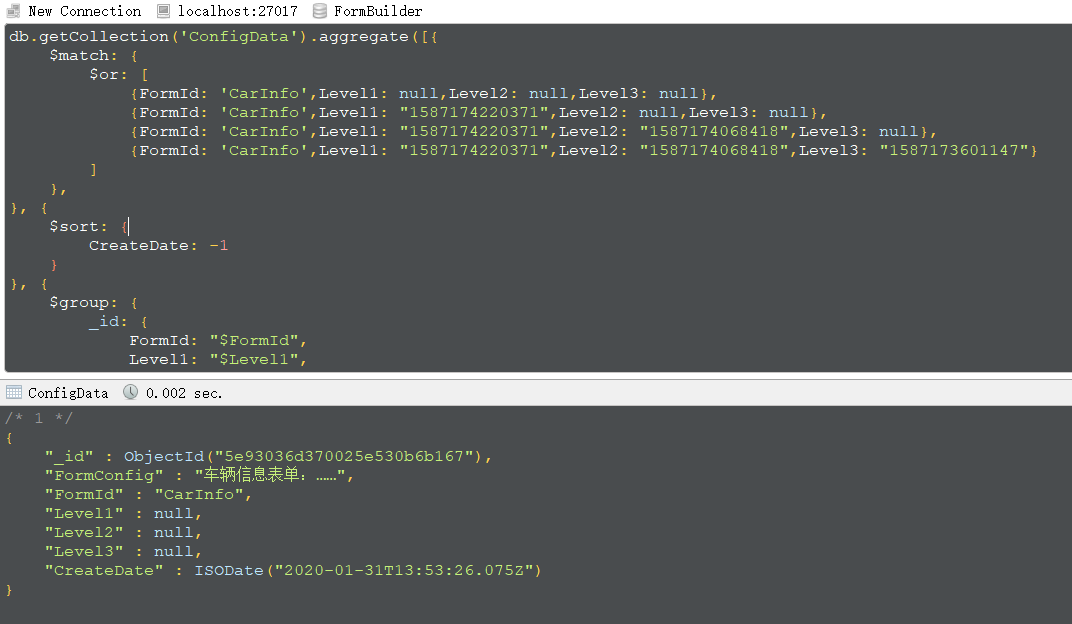 New Connection localhost:27017 FormBuilder
db.getCollection('ConfigData').aggregate([{
    $match: {
        $or: [
            {FormId: 'CarInfo',Level1: null,Level2: null,Level3: null},
            {FormId: 'CarInfo',Level1: "1587174220371",Level2: null,Level3: null},
            {FormId: 'CarInfo',Level1: "1587174220371",Level2: "1587174068418",Level3: null},
            {FormId: 'CarInfo',Level1: "1587174220371",Level2: "1587174068418",Level3: "1587173601147"}
        ]
    },
}, {
    $sort: {
        CreateDate: -1
    }
}, {
    $group: {
        _id: {
            FormId: "$FormId",
            Level1: "$Level1",
ConfigData 0.002 sec.
/* 1 */
{
    "_id" : ObjectId("5e93036d370025e530b6b167"),
    "FormConfig" : "车辆信息表单：……",
    "FormId" : "CarInfo",
    "Level1" : null,
    "Level2" : null,
    "Level3" : null,
    "CreateDate" : ISODate("2020-01-31T13:53:26.075Z")
}